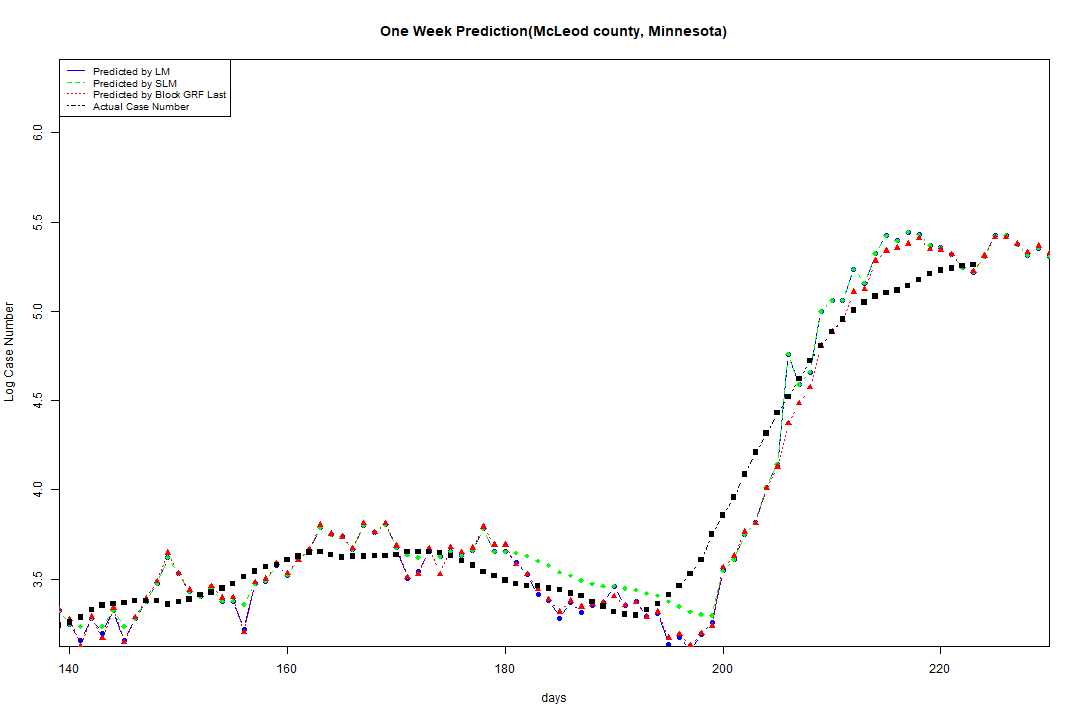 One Week Prediction(McLeod county, Minnesota)
Predicted by LM
Predicted by SLM
Predicted by Block GRF Last
Actual Case Number
6.0
5.5
5.0
4.5
4.0
3.5
Log Case Number
140 160 180 200 220
days